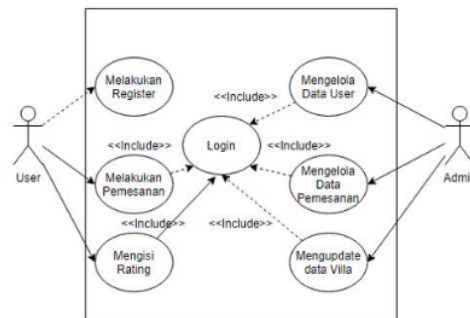 Melakukan
Register
Mengelola
Data User
<<Include>>
Login
<<Include>>
<<Include>>
User
Melakukan
Pemesanan
Mengelola
Data
Pemesanan
Admi
<<Include>>
<<Include>>
Mengisi
Rating
Mengupdate
data Villa